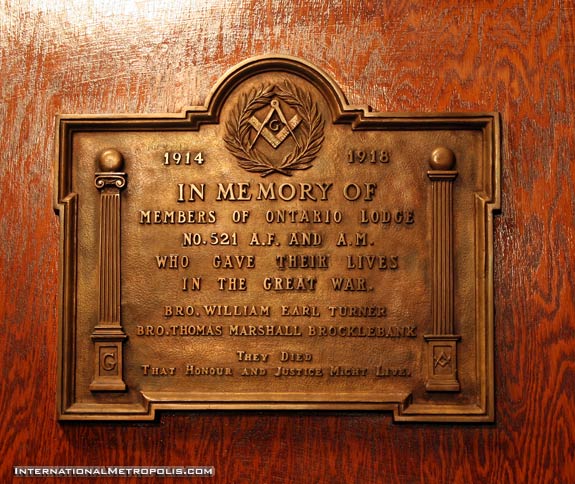 G
1914 1918
IN MEMORY OF
MEMBERS OF ONTARIO LODGE
NO. 521 A.F. AND A.M.
WHO GAVE THEIR LIVES
IN THE GREAT WAR.
BRO. WILLIAM EARL TURNER
BRO. THOMAS MARSHALL BROCKLEBANK
THEY DIED
THAT HONOUR AND JUSTICE MIGHT LIVE.
G
INTERNATIONALMETROPOLIS.COM